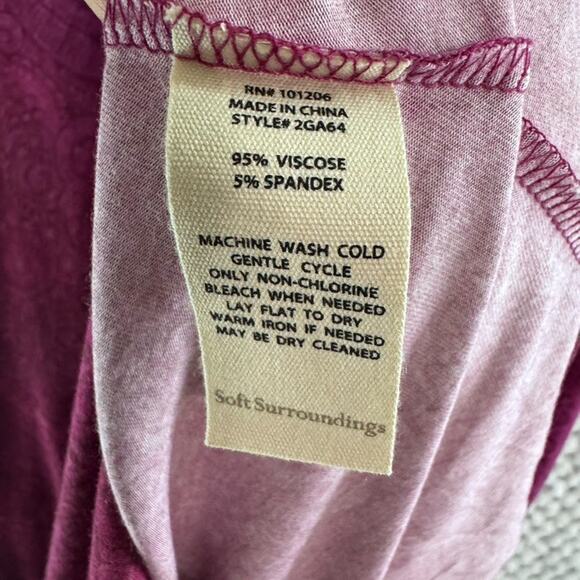 RN# 101206
MADE IN CHINA
STYLE# 2GA64
95% VISCOSE
5% SPANDEX
MACHINE WASH COLD
GENTLE CYCLE
ONLY NON-CHLORINE
BLEACH WHEN NEEDED
LAY FLAT TO DRY
WARM IRON IF NEEDED
MAY BE DRY CLEANED
Soft Surroundings